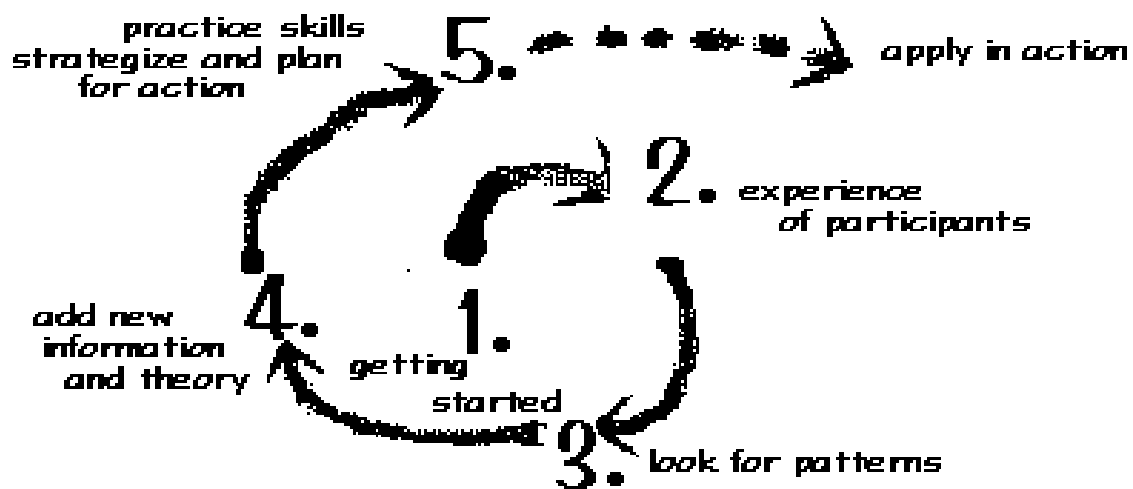 practice skills
strategize and plan
for action
5.
apply in action
2.
experience
of participants
4.
add new
information
and theory
1.
getting
started
3.
look for patterns